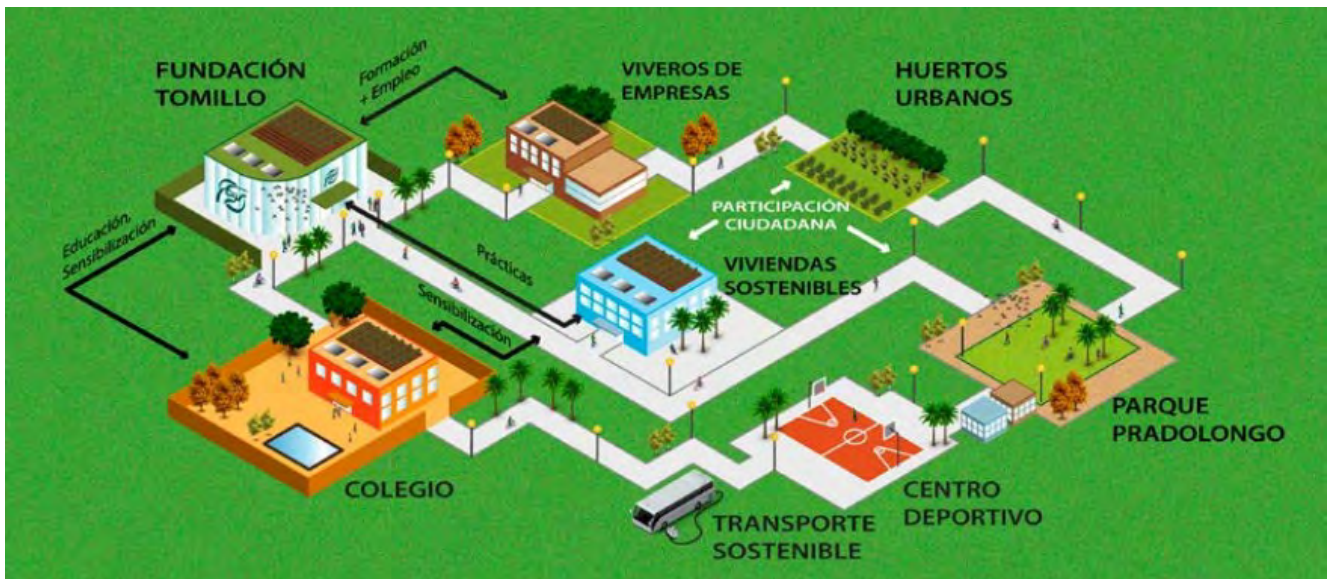 FUNDACIÓN
TOMILLO
Formación
+ Empleo
VIVEROS DE
EMPRESAS
HUERTOS
URBANOS
PARTICIPACIÓN
CIUDADANA
Educación,
Sensibilización
Prácticas
VIVIENDAS
SOSTENIBLES
Sensibilización
COLEGIO
TRANSPORTE
SOSTENIBLE
CENTRO
DEPORTIVO
PARQUE
PRADOLONGO